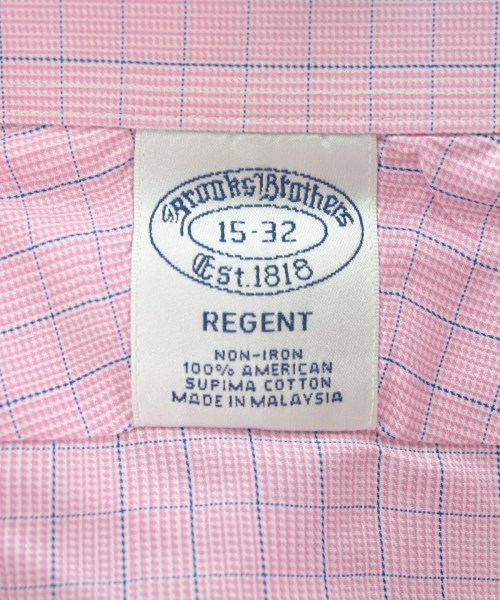 Brooks Brothers
15-32
Est.1818
REGENT
NON-IRON
100% AMERICAN
SUPIMA COTTON
MADE IN MALAYSIA